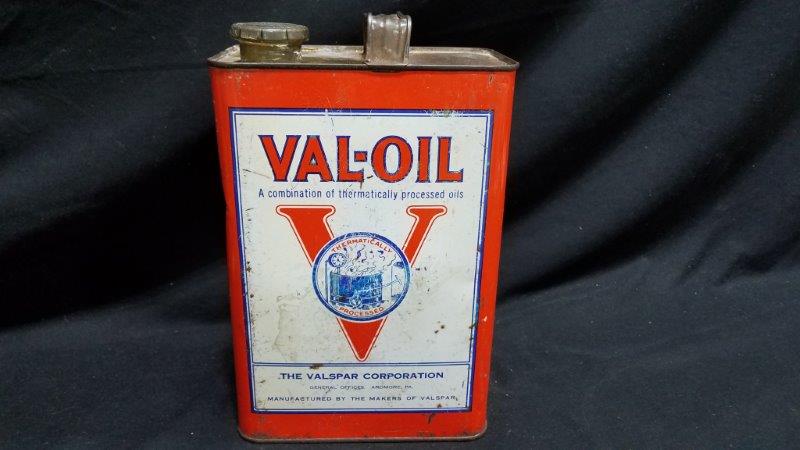 VAL-OIL
A combination of thermatically processed oils
V
THERMATICALLY
PROCESSED
THE VALSPAR CORPORATION
GENERAL OFFICES, ARDMORE, PA.
MANUFACTURED BY THE MAKERS OF VALSPAR